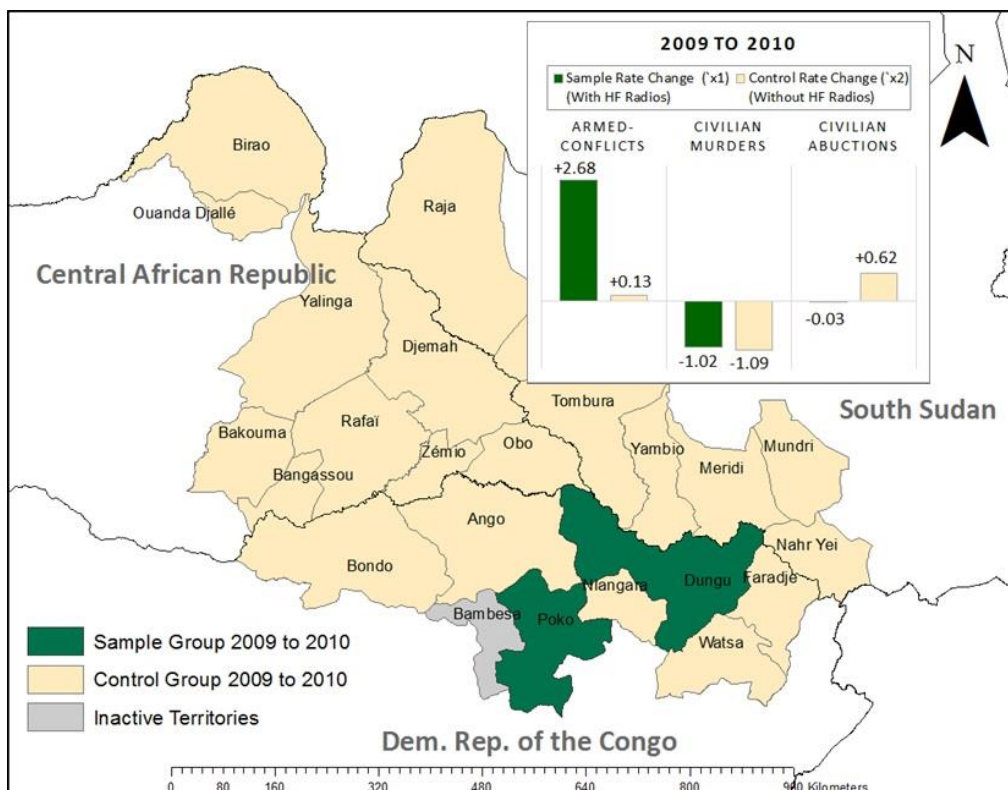 2009 TO 2010
Sample Rate Change (`x1)
(With HF Radios)
Control Rate Change (`x2)
(Without HF Radios)
ARMED-
CONFLICTS
CIVILIAN
MURDERS
CIVILIAN
ABUCTIONS
+2.68
+0.13
-1.02
-1.09
-0.03
+0.62
N
Birao
Ouanda Djallé
Raja
Central African Republic
Yalinga
Djemah
Tombura
South Sudan
Bakouma
Rafaï
Obo
Zémio
Yambio
Mundri
Meridi
Bangassou
Ango
Nahr Yei
Bondo
Niangara
Dungu
Faradje
Bambesa
Poko
Watsa
Sample Group 2009 to 2010
Control Group 2009 to 2010
Inactive Territories
Dem. Rep. of the Congo
0 80 160 320 480 640 800 960 Kilometers